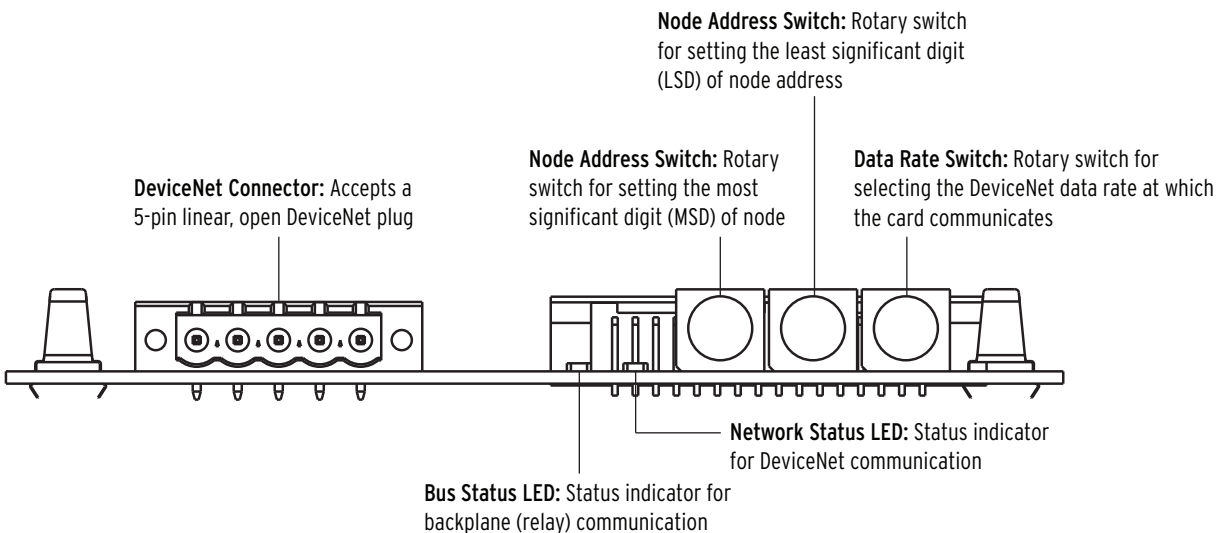 Node Address Switch: Rotary switch
for setting the least significant digit
(LSD) of node address
Node Address Switch: Rotary
switch for setting the most
significant digit (MSD) of node
Data Rate Switch: Rotary switch for
selecting the DeviceNet data rate at which
the card communicates
DeviceNet Connector: Accepts a
5-pin linear, open DeviceNet plug
Network Status LED: Status indicator
for DeviceNet communication
Bus Status LED: Status indicator for
backplane (relay) communication